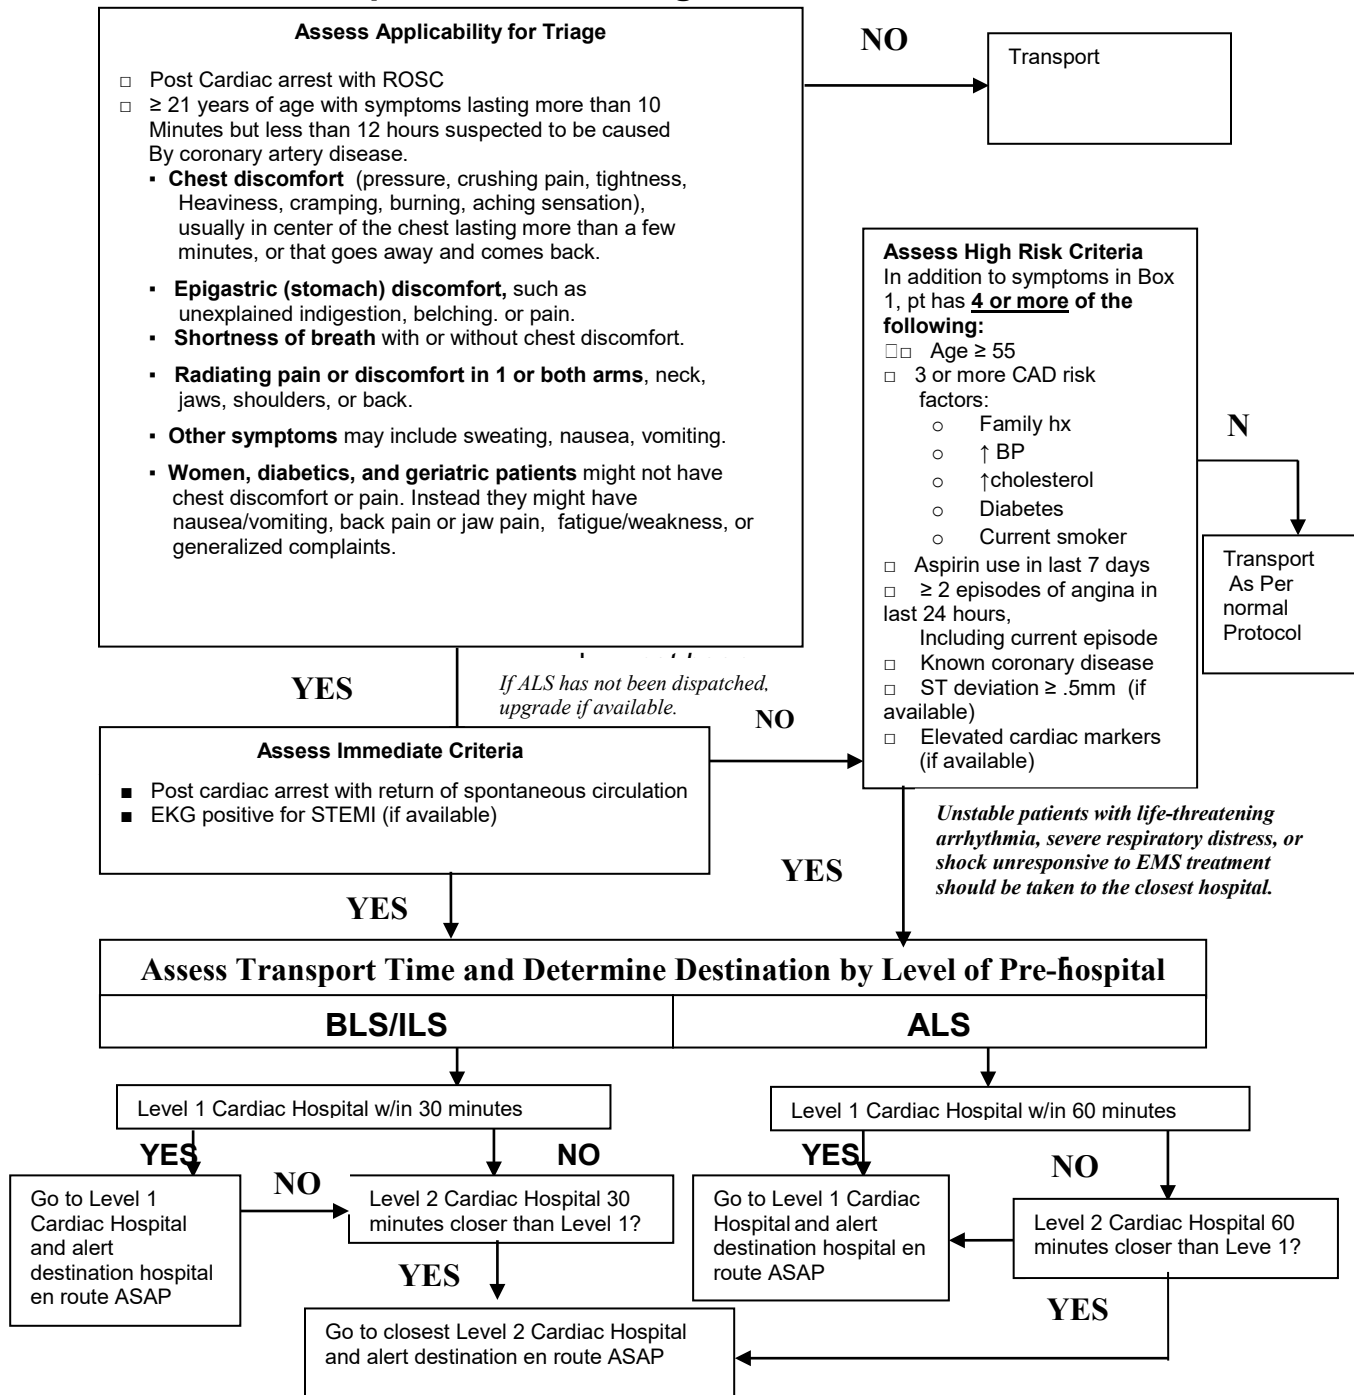 Assess Applicability for Triage
□ Post Cardiac arrest with ROSC
□ ≥ 21 years of age with symptoms lasting more than 10
Minutes but less than 12 hours suspected to be caused
By coronary artery disease.
▪ Chest discomfort (pressure, crushing pain, tightness,
Heaviness, cramping, burning, aching sensation),
usually in center of the chest lasting more than a few
minutes, or that goes away and comes back.
▪ Epigastric (stomach) discomfort, such as
unexplained indigestion, belching. or pain.
▪ Shortness of breath with or without chest discomfort.
▪ Radiating pain or discomfort in 1 or both arms, neck,
jaws, shoulders, or back.
▪ Other symptoms may include sweating, nausea, vomiting.
▪ Women, diabetics, and geriatric patients might not have
chest discomfort or pain. Instead they might have
nausea/vomiting, back pain or jaw pain, fatigue/weakness, or
generalized complaints.
NO
Transport
Assess High Risk Criteria
In addition to symptoms in Box
1, pt has 4 or more of the
following:
□□ Age ≥ 55
□ 3 or more CAD risk
factors:
o Family hx
o ↑ BP
o ↑cholesterol
o Diabetes
o Current smoker
□ Aspirin use in last 7 days
□ ≥ 2 episodes of angina in
last 24 hours,
Including current episode
□ Known coronary disease
□ ST deviation ≥ .5mm (if
available)
□ Elevated cardiac markers
(if available)
N
Transport
As Per
normal
Protocol
YES
If ALS has not been dispatched,
upgrade if available.
NO
Assess Immediate Criteria
■ Post cardiac arrest with return of spontaneous circulation
■ EKG positive for STEMI (if available)
Unstable patients with life-threatening
arrhythmia, severe respiratory distress, or
shock unresponsive to EMS treatment
should be taken to the closest hospital.
YES
YES
Assess Transport Time and Determine Destination by Level of Pre-hospital
BLS/ILS
ALS
Level 1 Cardiac Hospital w/in 30 minutes
Level 1 Cardiac Hospital w/in 60 minutes
YES
NO
YES
NO
Go to Level 1
Cardiac Hospital
and alert
destination hospital
en route ASAP
NO
Level 2 Cardiac Hospital 30
minutes closer than Level 1?
Go to Level 1 Cardiac
Hospital and alert
destination hospital en
route ASAP
Level 2 Cardiac Hospital 60
minutes closer than Leve 1?
YES
YES
Go to closest Level 2 Cardiac Hospital
and alert destination en route ASAP